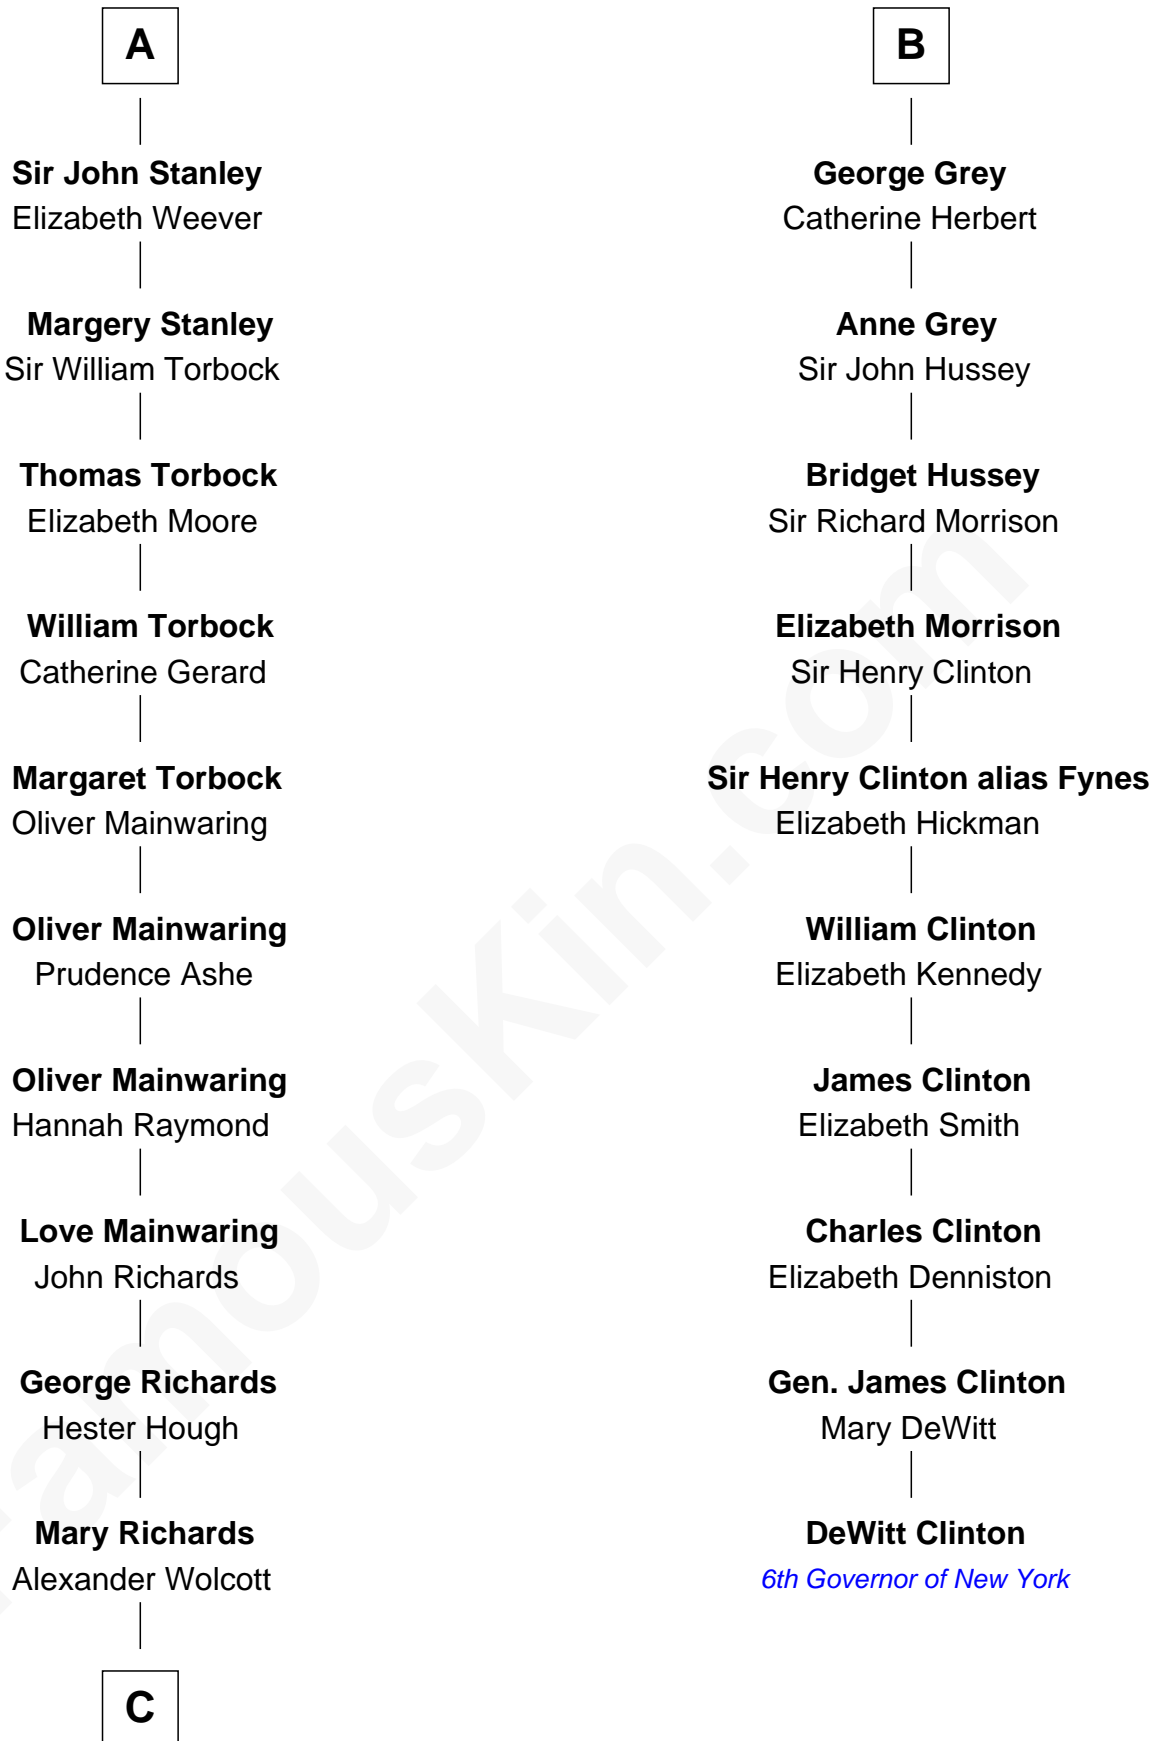 A
Sir John Stanley
Elizabeth Weever
Margery Stanley
Sir William Torbock
Thomas Torbock
Elizabeth Moore
William Torbock
Catherine Gerard
Margaret Torbock
Oliver Mainwaring
Oliver Mainwaring
Prudence Ashe
Oliver Mainwaring
Hannah Raymond
Love Mainwaring
John Richards
George Richards
Hester Hough
Mary Richards
Alexander Wolcott
C
B
George Grey
Catherine Herbert
Anne Grey
Sir John Hussey
Bridget Hussey
Sir Richard Morrison
Elizabeth Morrison
Sir Henry Clinton
Sir Henry Clinton alias Fynes
Elizabeth Hickman
William Clinton
Elizabeth Kennedy
James Clinton
Elizabeth Smith
Charles Clinton
Elizabeth Denniston
Gen. James Clinton
Mary DeWitt
DeWitt Clinton
6th Governor of New York
FamousKin.com